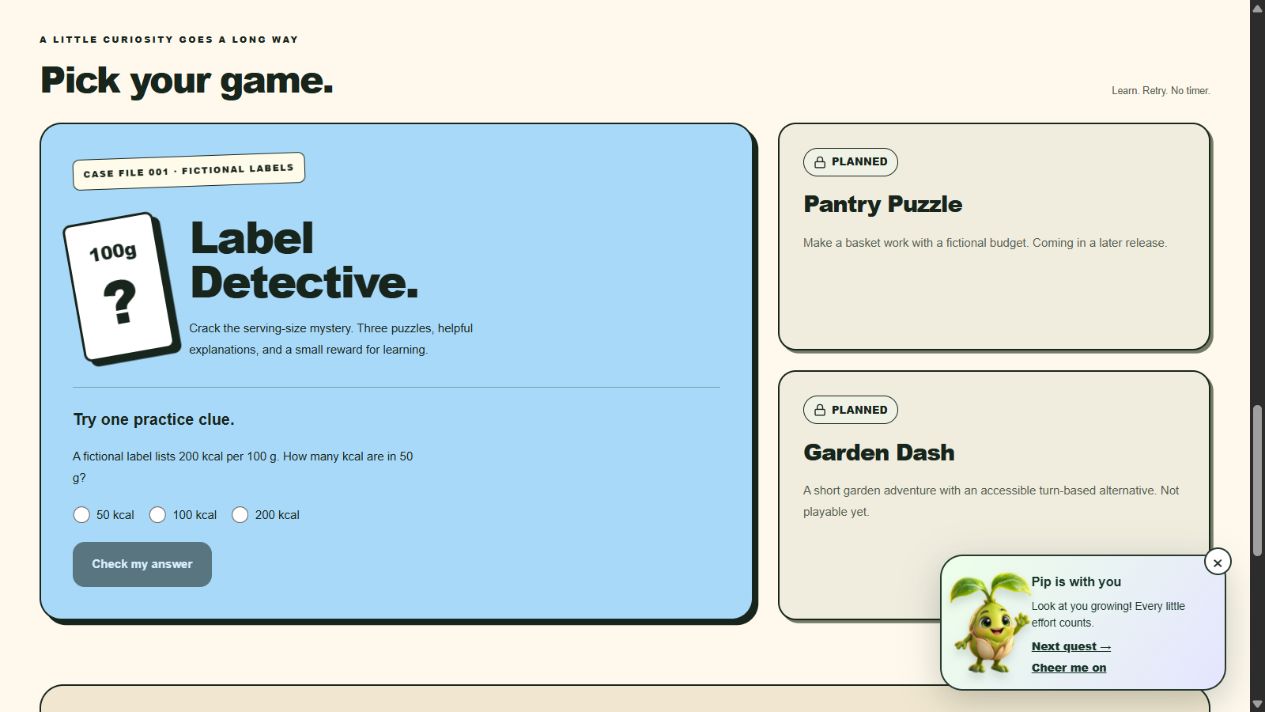 A LITTLE CURIOSITY GOES A LONG WAY
Pick your game.
Learn. Retry. No timer.
CASE FILE 001 · FICTIONAL LABELS
100g
?
Label
Detective.
Crack the serving-size mystery. Three puzzles, helpful
explanations, and a small reward for learning.
Try one practice clue.
A fictional label lists 200 kcal per 100 g. How many kcal are in 50
g?
50 kcal
100 kcal
200 kcal
Check my answer
PLANNED
Pantry Puzzle
Make a basket work with a fictional budget. Coming in a later release.
PLANNED
Garden Dash
A short garden adventure with an accessible turn-based alternative. Not
playable yet.
Pip is with you
Look at you growing! Every little
effort counts.
Next quest →
Cheer me on